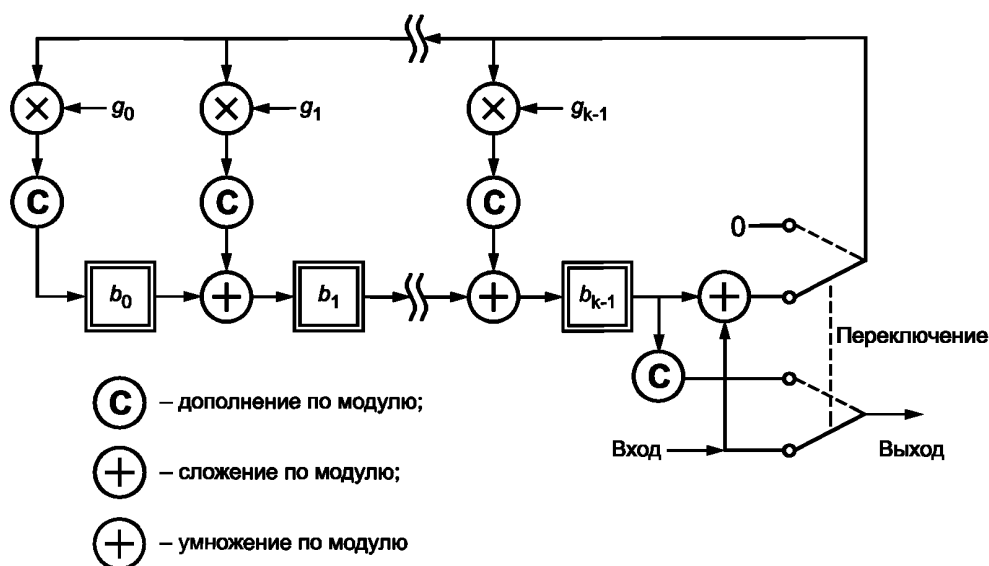 g0
g1
gk-1
C
C
C
0
b0
b1
bk-1
Переключение
C
C – дополнение по модулю;
Вход
Выход
+ – сложение по модулю;
+ – умножение по модулю